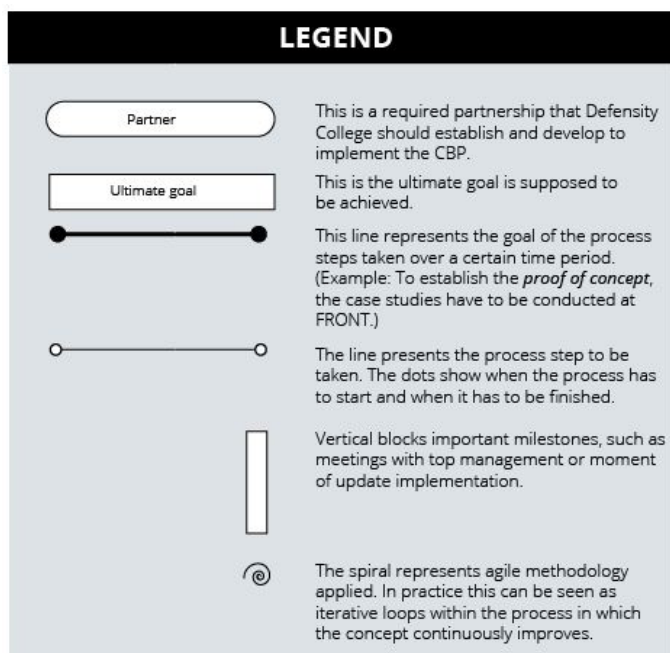 LEGEND
Partner
This is a required partnership that Defensity
College should establish and develop to
implement the CBP.
Ultimate goal
This is the ultimate goal is supposed to
be achieved.
This line represents the goal of the process
steps taken over a certain time period.
(Example: To establish the proof of concept,
the case studies have to be conducted at
FRONT.)
The line presents the process step to be
taken. The dots show when the process has
to start and when it has to be finished.
Vertical blocks important milestones, such as
meetings with top management or moment
of update implementation.
The spiral represents agile methodology
applied. In practice this can be seen as
iterative loops within the process in which
the concept continuously improves.